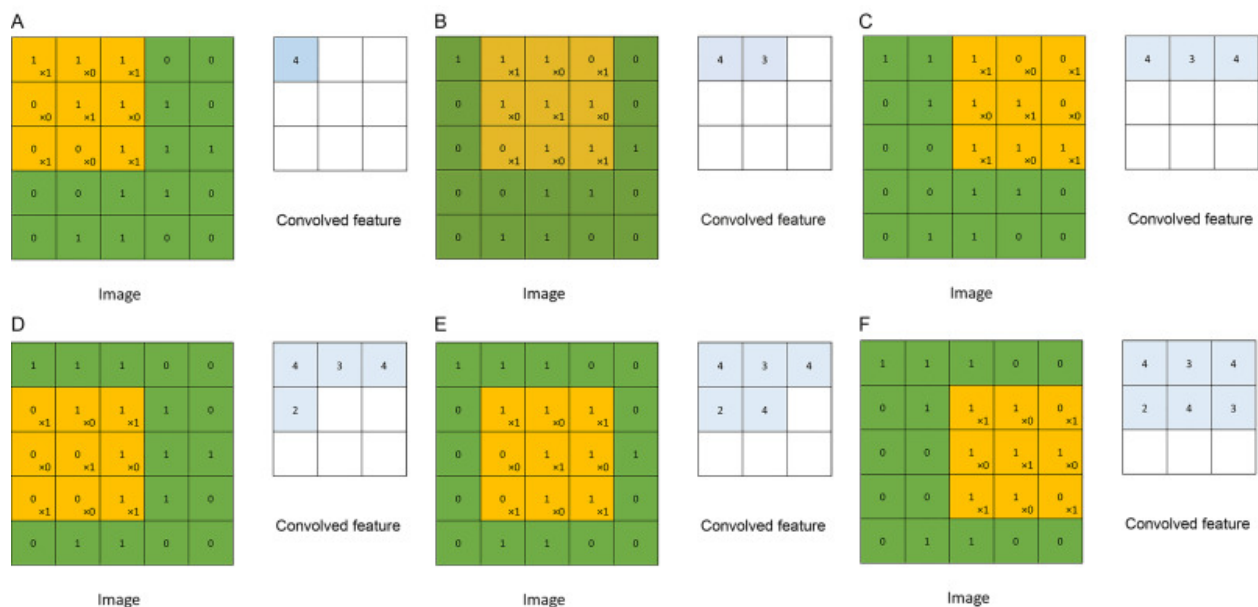 A
1 ×1 1 ×0 1 ×1 0 0
0 ×0 1 ×1 1 ×0 1 0
0 ×1 0 ×0 1 ×1 1 1
0 0 1 1 0
0 1 1 0 0
Image
4
Convolved feature
B
1 1 ×1 1 ×0 0 ×1 0
0 1 ×0 1 ×1 1 ×0 0
0 0 ×1 1 ×0 1 ×1 1
0 0 1 1 0
0 1 1 0 0
Image
4 3
Convolved feature
C
1 1 1 ×1 0 ×0 0 ×1
0 1 1 ×0 1 ×1 0 ×0
0 0 1 ×1 1 ×0 1 ×1
0 0 1 1 0
0 1 1 0 0
Image
4 3 4
Convolved feature
D
1 1 1 0 0
0 ×1 1 ×0 1 ×1 1 0
0 ×0 0 ×1 1 ×0 1 1
0 ×1 0 ×0 1 ×1 1 0
0 1 1 0 0
Image
4 3 4
2
Convolved feature
E
1 1 1 0 0
0 1 ×1 1 ×0 1 ×1 0
0 0 ×0 1 ×1 1 ×0 1
0 0 ×1 1 ×0 1 ×1 0
0 1 1 0 0
Image
4 3 4
2 4
Convolved feature
F
1 1 1 0 0
0 1 1 ×1 1 ×0 0 ×1
0 0 1 ×0 1 ×1 1 ×0
0 0 1 ×1 1 ×0 0 ×1
0 1 1 0 0
Image
4 3 4
2 4 3
Convolved feature